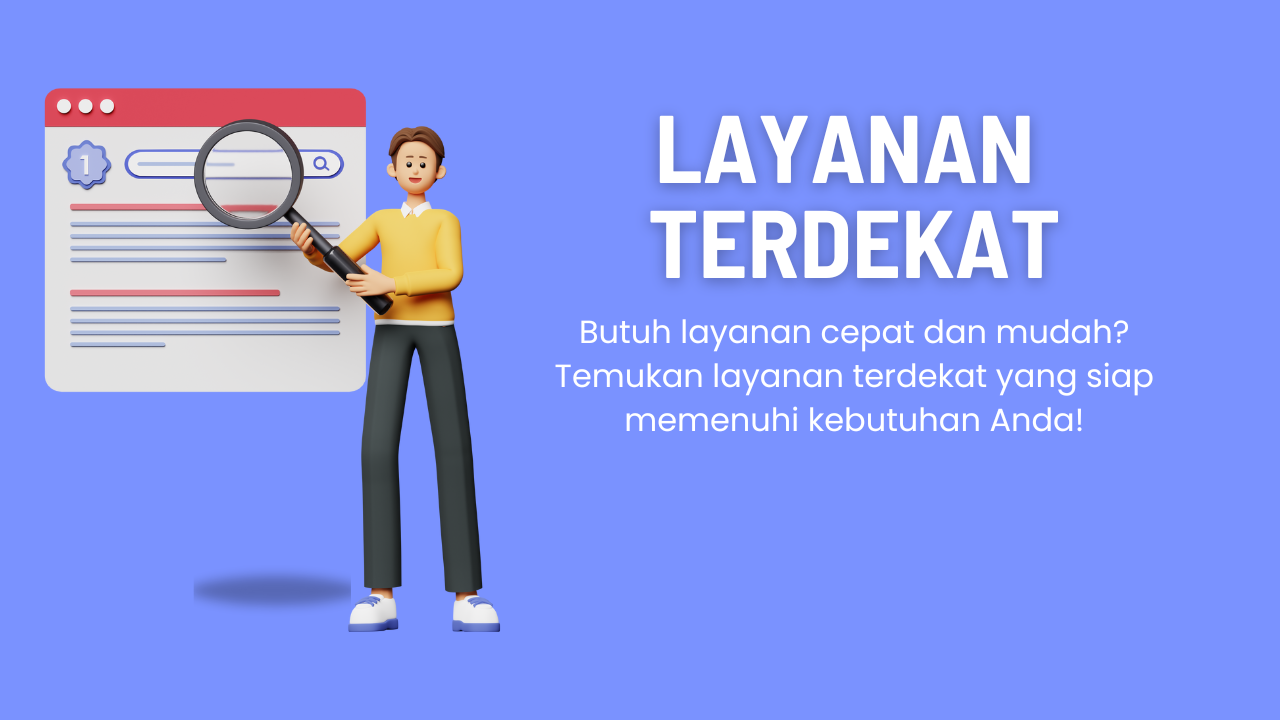 1
LAYANAN
TERDEKAT
Butuh layanan cepat dan mudah?
Temukan layanan terdekat yang siap
memenuhi kebutuhan Anda!